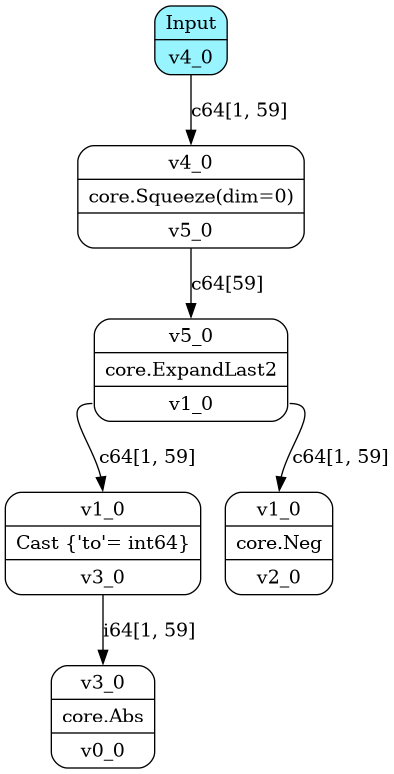 Input
v4_0
c64[1, 59]
v4_0
core.Squeeze(dim=0)
v5_0
c64[59]
v5_0
core.ExpandLast2
v1_0
c64[1, 59]
c64[1, 59]
v1_0
Cast {'to'= int64}
v3_0
v1_0
core.Neg
v2_0
i64[1, 59]
v3_0
core.Abs
v0_0